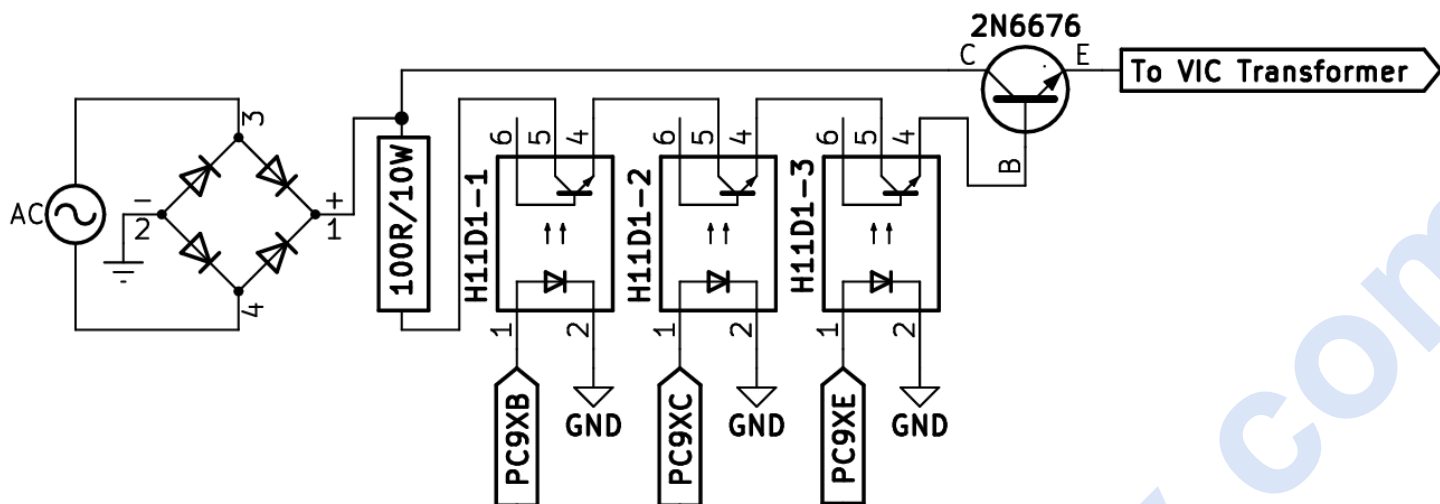 2N6676
C
E
To VIC Transformer
B
AC
3
-
2
+
1
4
100R/10W
H11D1-1
6
5
4
1
2
H11D1-2
6
5
4
1
2
H11D1-3
6
5
4
1
2
PC9XB
GND
PC9XC
GND
PC9XE
GND
com